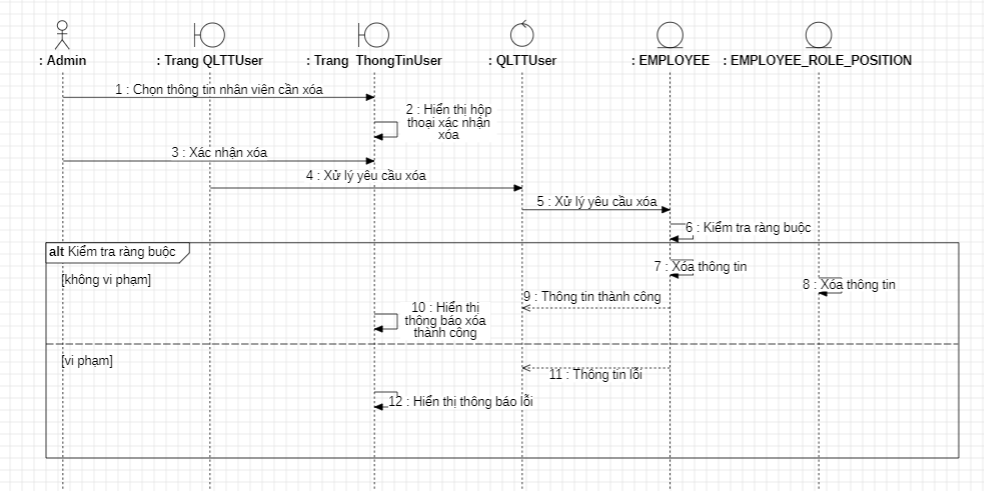 : Admin
: Trang QLTTUser
: Trang ThongTinUser
: QLTTUser
: EMPLOYEE
: EMPLOYEE_ROLE_POSITION
1 : Chọn thông tin nhân viên cần xóa
2 : Hiển thị hộp
thoại xác nhận
xóa
3 : Xác nhận xóa
4 : Xử lý yêu cầu xóa
5 : Xử lý yêu cầu xóa
6 : Kiểm tra ràng buộc
alt Kiểm tra ràng buộc
[không vi phạm]
7 : Xóa thông tin
8 : Xóa thông tin
9 : Thông tin thành công
10 : Hiển thị
thông báo xóa
thành công
[vi phạm]
11 : Thông tin lỗi
12 : Hiển thị thông báo lỗi